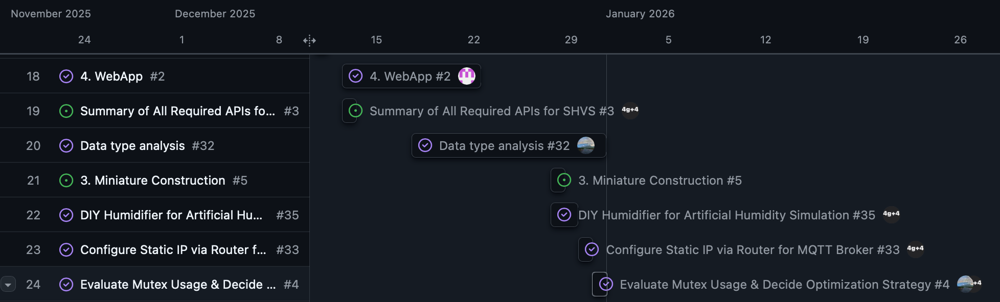 November 2025 December 2025 January 2026
24 1 8 15 22 29 5 12 19 26
18 4. WebApp #2 4. WebApp #2
19 Summary of All Required APIs fo... #3 Summary of All Required APIs for SHVS #3 4g+4
20 Data type analysis #32 Data type analysis #32
21 3. Miniature Construction #5 3. Miniature Construction #5
22 DIY Humidifier for Artificial Hu... #35 DIY Humidifier for Artificial Humidity Simulation #35 4g+4
23 Configure Static IP via Router f... #33 Configure Static IP via Router for MQTT Broker #33 4g+4
24 Evaluate Mutex Usage & Decide ... #4 Evaluate Mutex Usage & Decide Optimization Strategy #4 +4